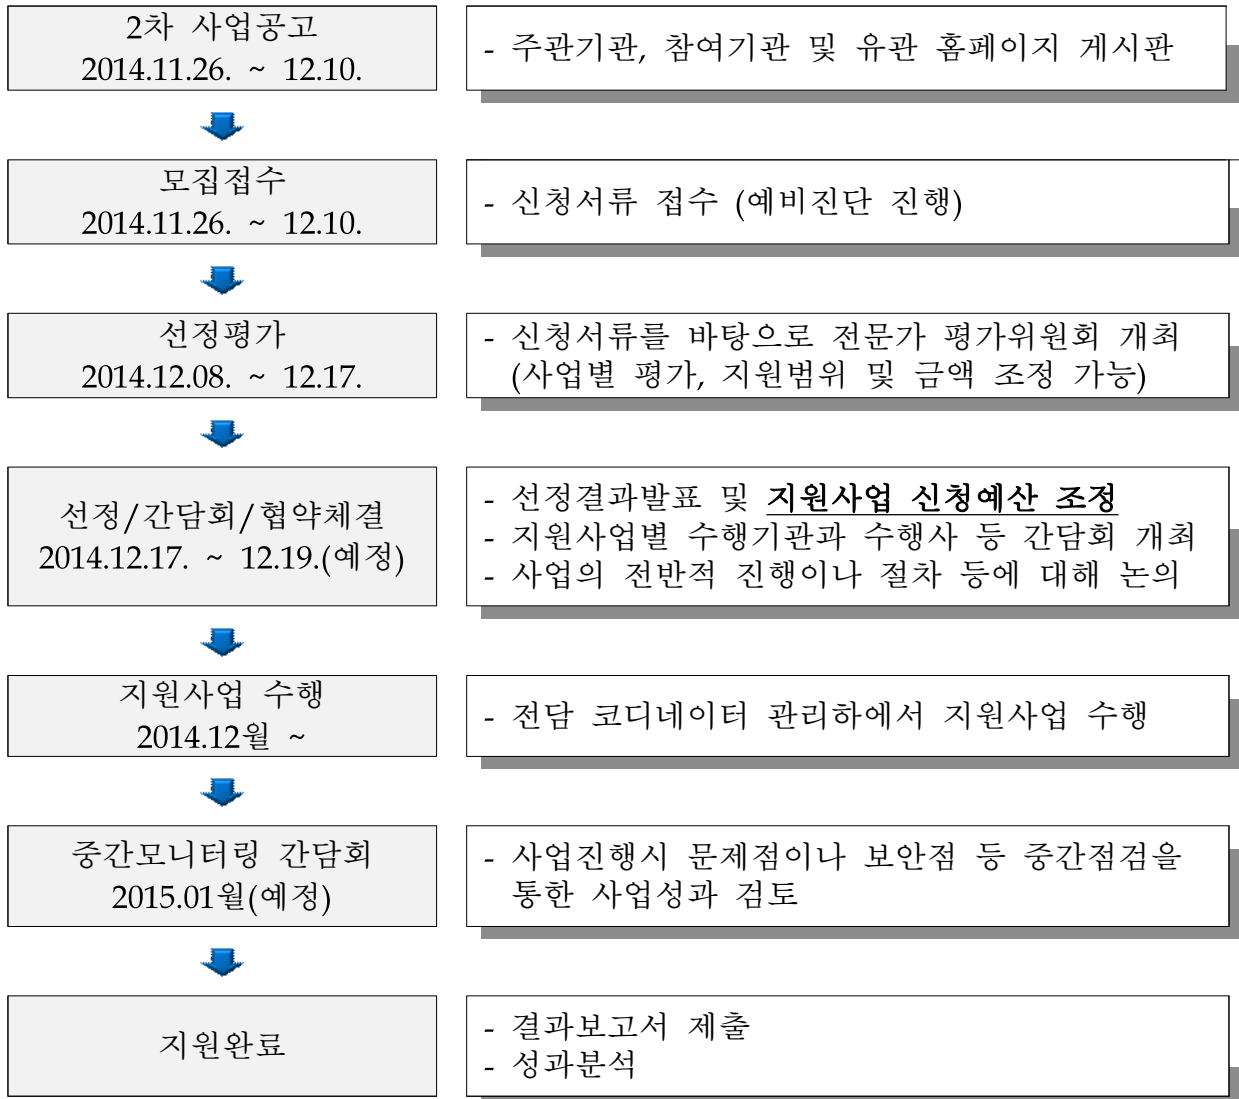 2차 사업공고
2014.11.26. ~ 12.10.
- 주관기관, 참여기관 및 유관 홈페이지 게시판
모집접수
2014.11.26. ~ 12.10.
- 신청서류 접수 (예비진단 진행)
선정평가
2014.12.08. ~ 12.17.
- 신청서류를 바탕으로 전문가 평가위원회 개최
(사업별 평가, 지원범위 및 금액 조정 가능)
선정/간담회/협약체결
2014.12.17. ~ 12.19.(예정)
- 선정결과발표 및 지원사업 신청예산 조정
- 지원사업별 수행기관과 수행사 등 간담회 개최
- 사업의 전반적 진행이나 절차 등에 대해 논의
지원사업 수행
2014.12월 ~
- 전담 코디네이터 관리하에서 지원사업 수행
중간모니터링 간담회
2015.01월(예정)
- 사업진행시 문제점이나 보안점 등 중간점검을
통한 사업성과 검토
지원완료
- 결과보고서 제출
- 성과분석